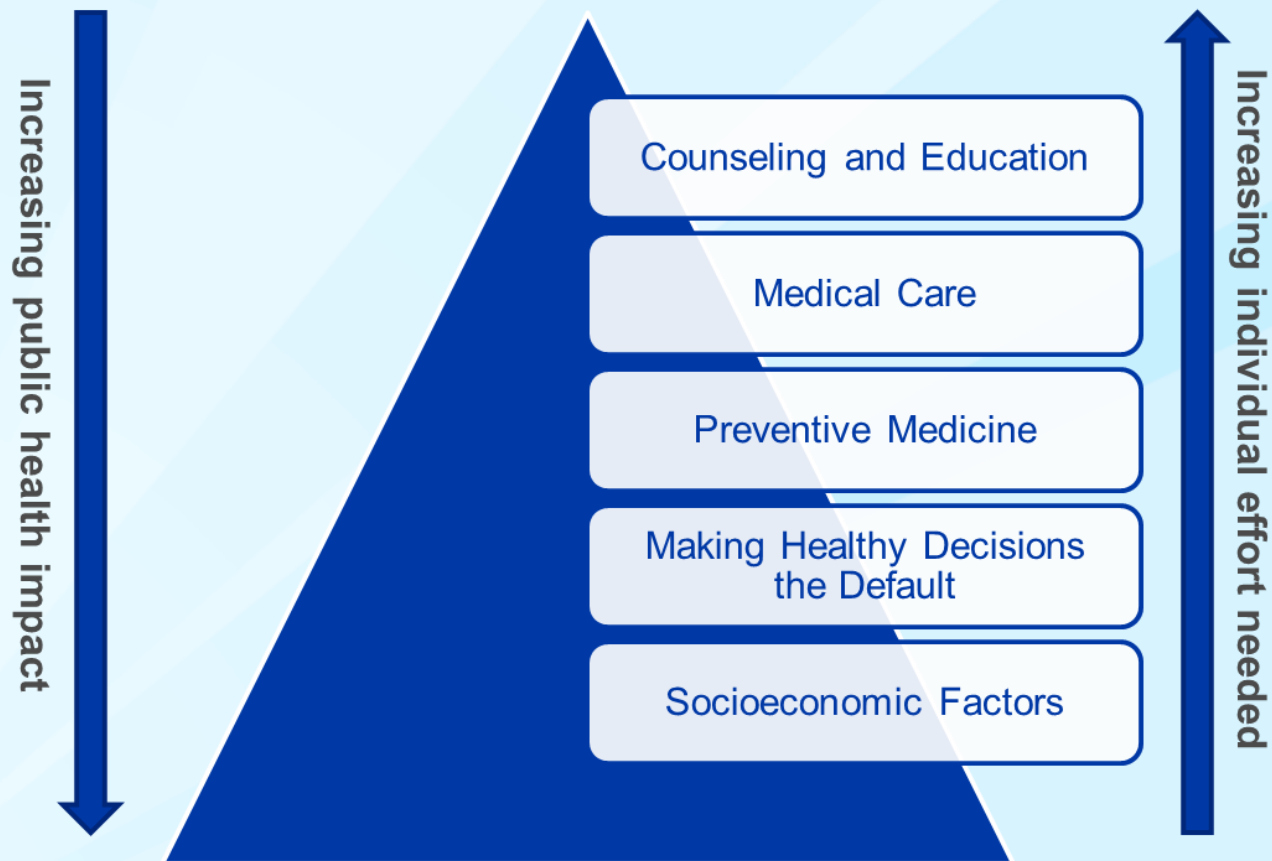 Increasing public health impact
Counseling and Education
Medical Care
Preventive Medicine
Making Healthy Decisions
the Default
Socioeconomic Factors
Increasing individual effort needed